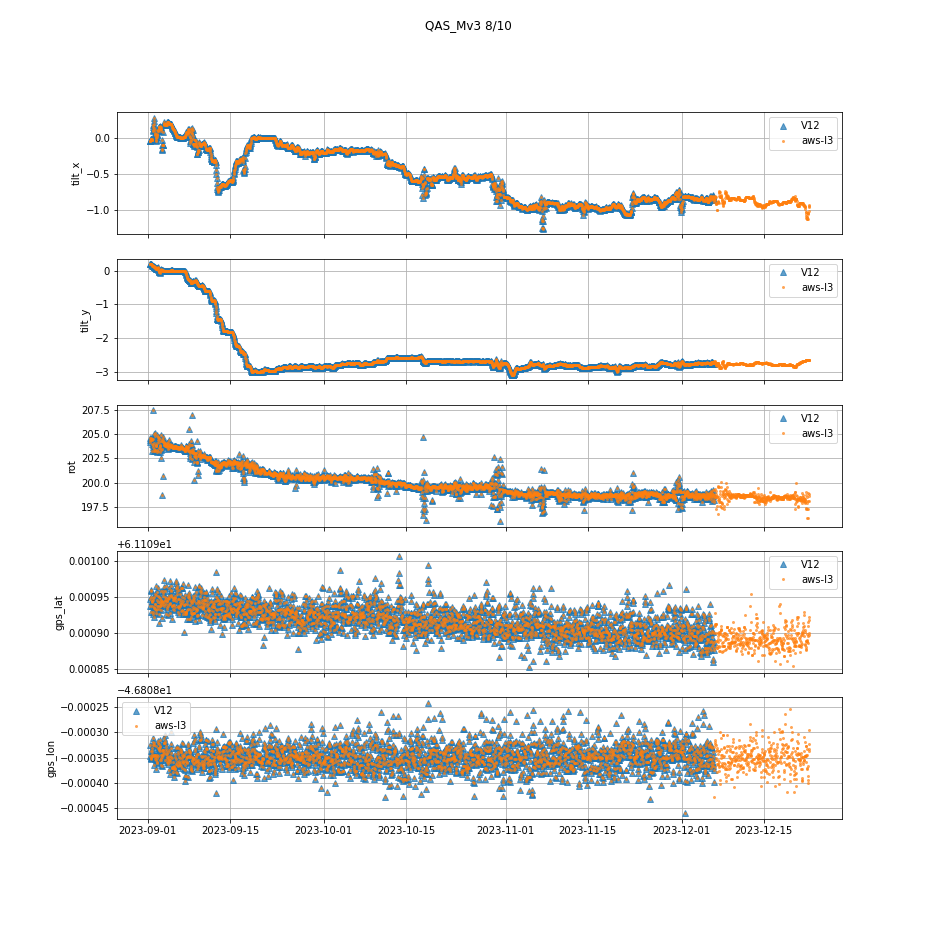 QAS_Mv3 8/10
tilt_x
0.0
−0.5
−1.0
V12
aws-l3
tilt_y
0
−1
−2
−3
V12
aws-l3
rot
207.5
205.0
202.5
200.0
197.5
V12
aws-l3
+6.1109e1
gps_lat
0.00100
0.00095
0.00090
0.00085
V12
aws-l3
−4.6808e1
gps_lon
−0.00025
−0.00030
−0.00035
−0.00040
−0.00045
V12
aws-l3
2023-09-01 2023-09-15 2023-10-01 2023-10-15 2023-11-01 2023-11-15 2023-12-01 2023-12-15